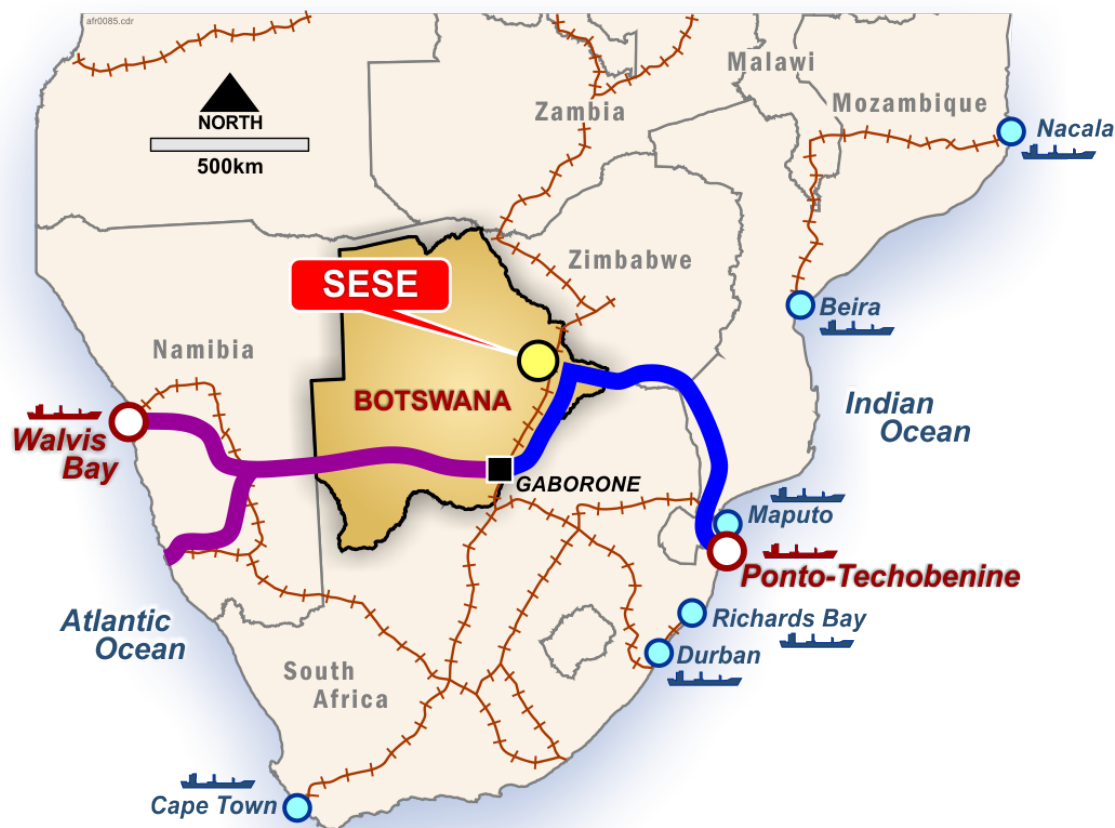 afr0085.cdr
NORTH
500km
Malawi
Zambia
Mozambique
Nacala
Zimbabwe
SESE
Beira
Namibia
BOTSWANA
Indian
Ocean
Walvis
Bay
GABORONE
Maputo
Ponto-Techobenine
Atlantic
Ocean
Richards Bay
Durban
South
Africa
Cape Town